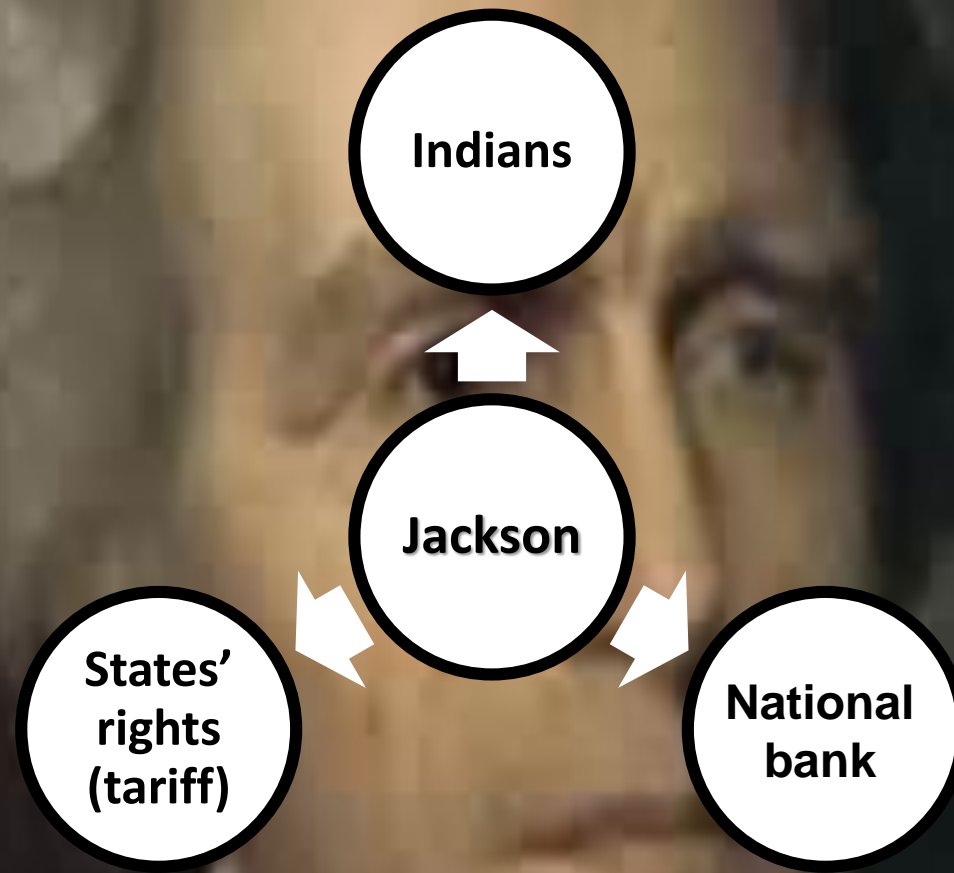 Indians
Jackson
States’
rights
(tariff)
National
bank